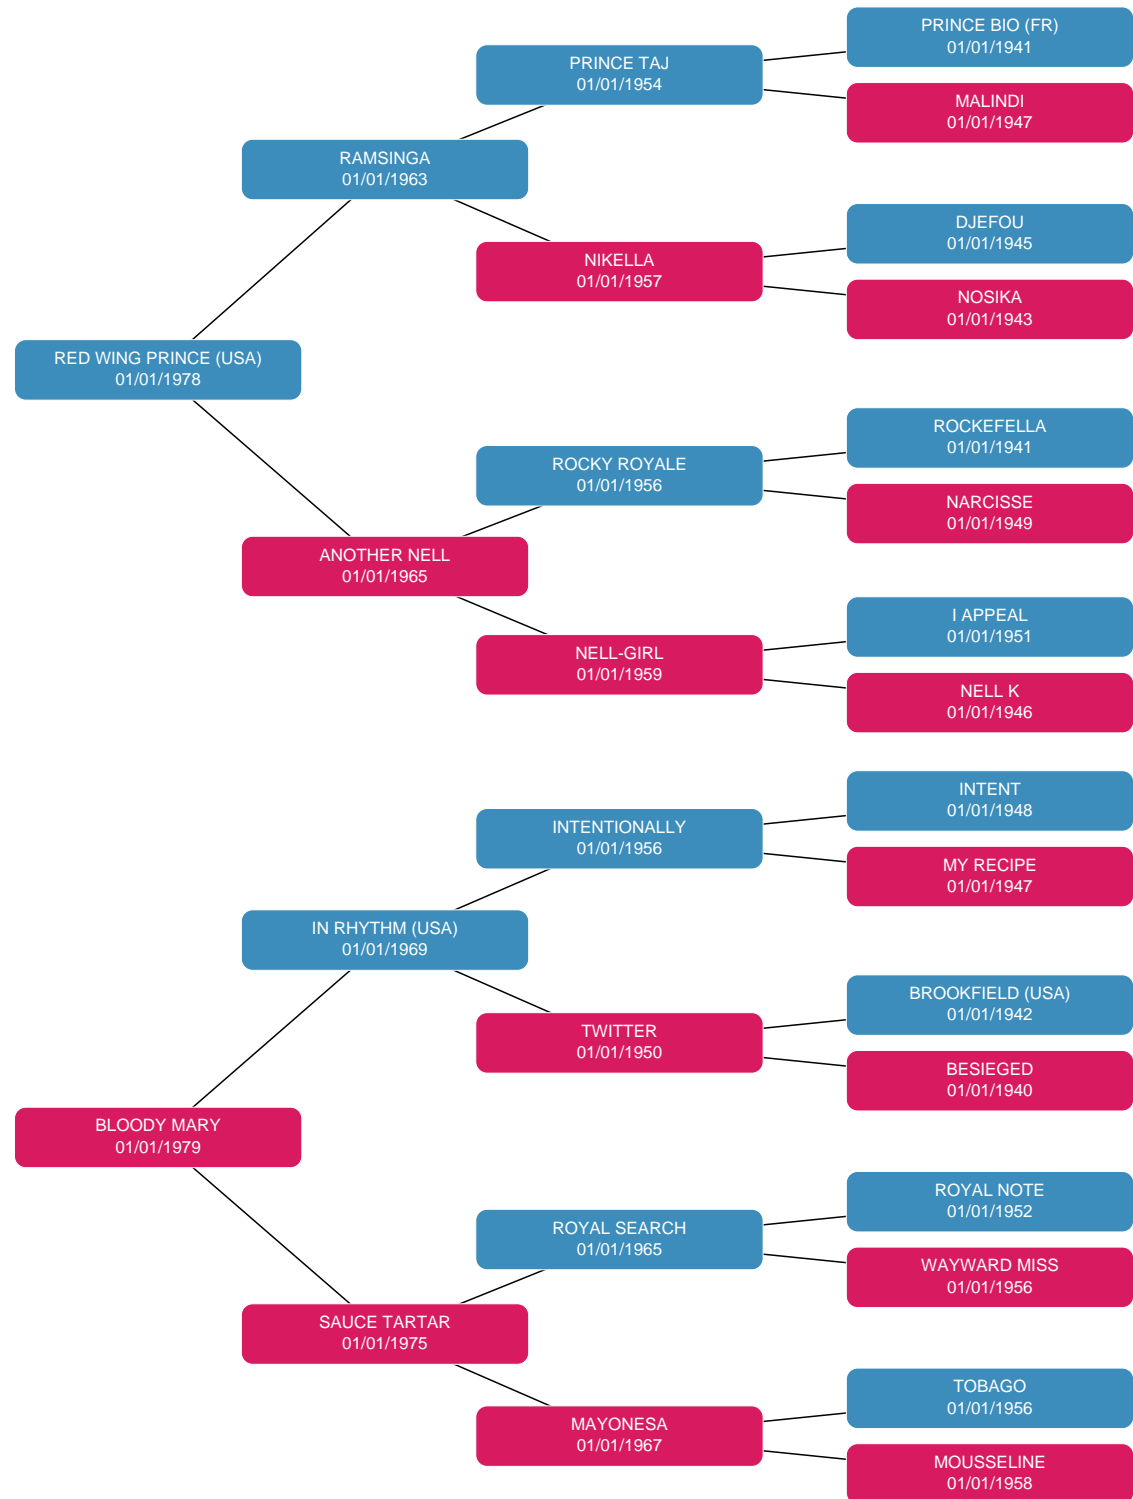 PRINCE BIO (FR)
01/01/1941
PRINCE TAJ
01/01/1954
MALINDI
01/01/1947
RAMSINGA
01/01/1963
DJEFOU
01/01/1945
NIKELLA
01/01/1957
NOSIKA
01/01/1943
RED WING PRINCE (USA)
01/01/1978
ROCKEFELLA
01/01/1941
ROCKY ROYALE
01/01/1956
NARCISSE
01/01/1949
ANOTHER NELL
01/01/1965
I APPEAL
01/01/1951
NELL-GIRL
01/01/1959
NELL K
01/01/1946
INTENT
01/01/1948
INTENTIONALLY
01/01/1956
MY RECIPE
01/01/1947
IN RHYTHM (USA)
01/01/1969
BROOKFIELD (USA)
01/01/1942
TWITTER
01/01/1950
BESIEGED
01/01/1940
BLOODY MARY
01/01/1979
ROYAL NOTE
01/01/1952
ROYAL SEARCH
01/01/1965
WAYWARD MISS
01/01/1956
SAUCE TARTAR
01/01/1975
TOBAGO
01/01/1956
MAYONESA
01/01/1967
MOUSSELINE
01/01/1958